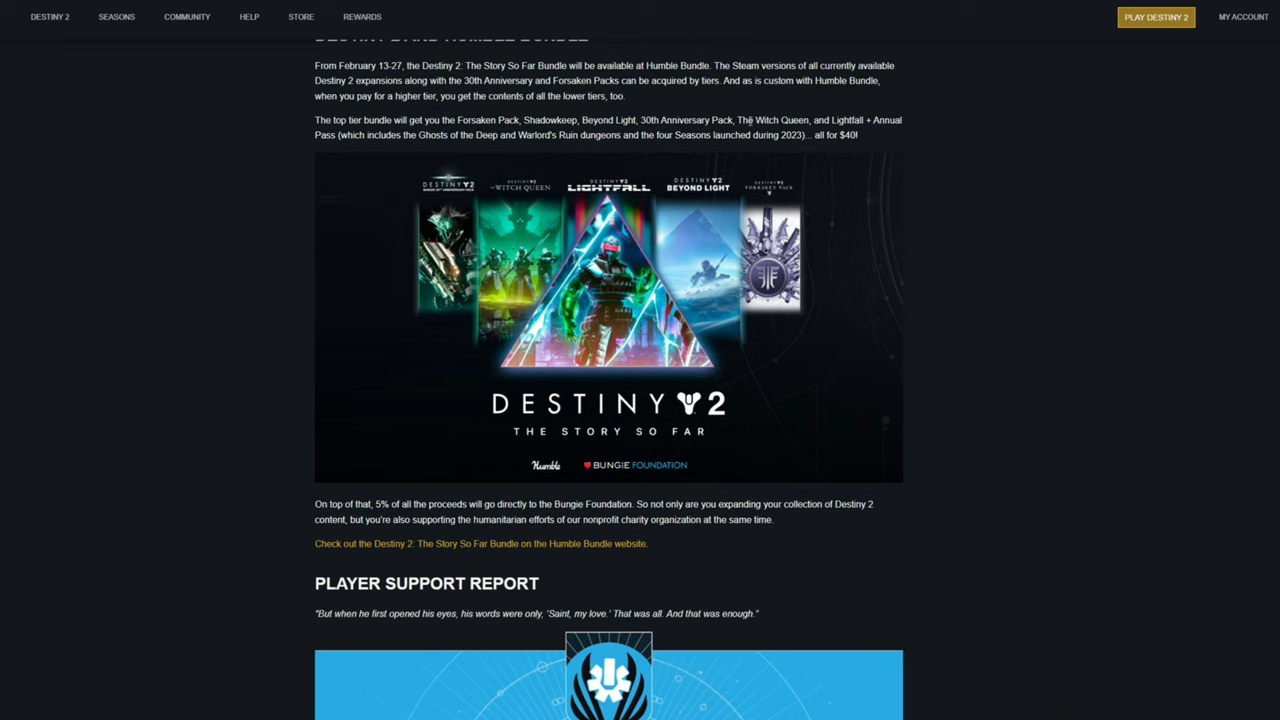 DESTINY 2 SEASONS COMMUNITY HELP STORE REWARDS PLAY DESTINY 2 MY ACCOUNT
DESTINY 2 AND HUMBLE BUNDLE
From February 13-27, the Destiny 2: The Story So Far Bundle will be available at Humble Bundle. The Steam versions of all currently available
Destiny 2 expansions along with the 30th Anniversary and Forsaken Packs can be acquired by tiers. And as is custom with Humble Bundle,
when you pay for a higher tier, you get the contents of all the lower tiers, too.
The top tier bundle will get you the Forsaken Pack, Shadowkeep, Beyond Light, 30th Anniversary Pack, The Witch Queen, and Lightfall + Annual
Pass (which includes the Ghosts of the Deep and Warlord's Ruin dungeons and the four Seasons launched during 2023)... all for $40!
DESTINY 2
BUNGIE 30TH ANNIVERSARY PACK
DESTINY 2
THE WITCH QUEEN
DESTINY 2
LIGHTFALL
DESTINY 2
BEYOND LIGHT
DESTINY 2
FORSAKEN PACK
DESTINY 2
THE STORY SO FAR
Humble BUNGIE FOUNDATION
On top of that, 5% of all the proceeds will go directly to the Bungie Foundation. So not only are you expanding your collection of Destiny 2
content, but you're also supporting the humanitarian efforts of our nonprofit charity organization at the same time.
Check out the Destiny 2: The Story So Far Bundle on the Humble Bundle website.
PLAYER SUPPORT REPORT
"But when he first opened his eyes, his words were only, 'Saint, my love.' That was all. And that was enough."